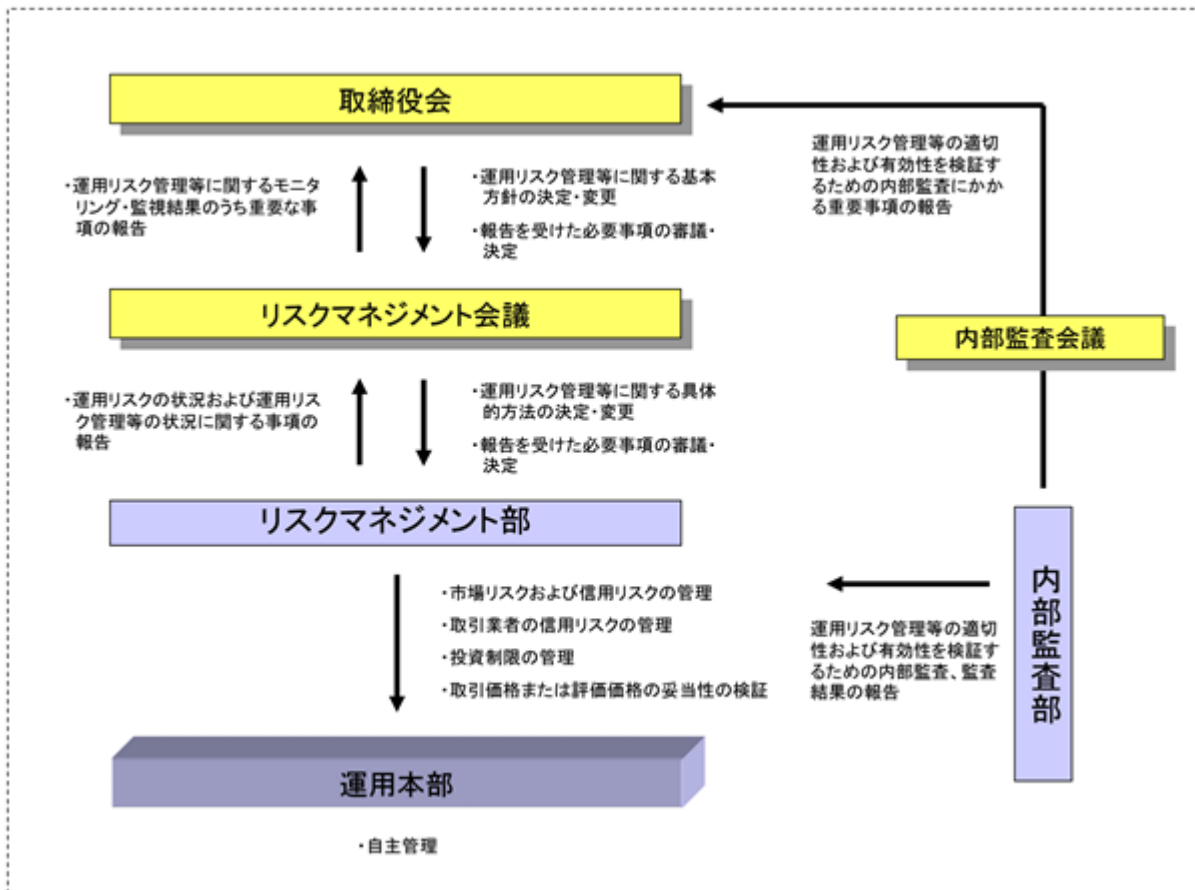 取締役会
・運用リスク管理等に関するモニ
タリング・監視結果のうち重要な事
項の報告
・運用リスク管理等に関する基本
方針の決定・変更
・報告を受けた必要事項の審議・
決定
運用リスク管理等の適切
性および有効性を検証す
るための内部監査にかか
る重要事項の報告
リスクマネジメント会議
内部監査会議
・運用リスクの状況および運用リス
ク管理等の状況に関する事項の
報告
・運用リスク管理等に関する具体
的方法の決定・変更
・報告を受けた必要事項の審議・
決定
リスクマネジメント部
内部監査部
・市場リスクおよび信用リスクの管理
・取引業者の信用リスクの管理
・投資制限の管理
・取引価格または評価価格の妥当性の検証
運用リスク管理等の適切
性および有効性を検証す
るための内部監査、監査
結果の報告
運用本部
・自主管理